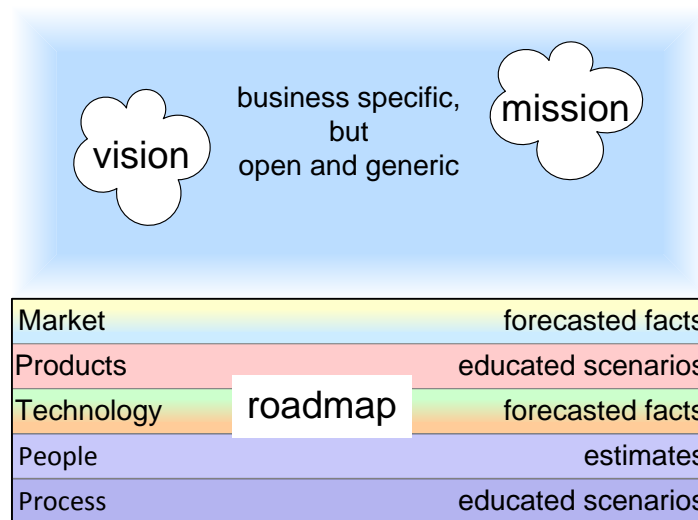 business specific,
but
open and generic
vision
mission
Market forecasted facts
Products educated scenarios
Technology forecasted facts
roadmap
People estimates
Process educated scenarios